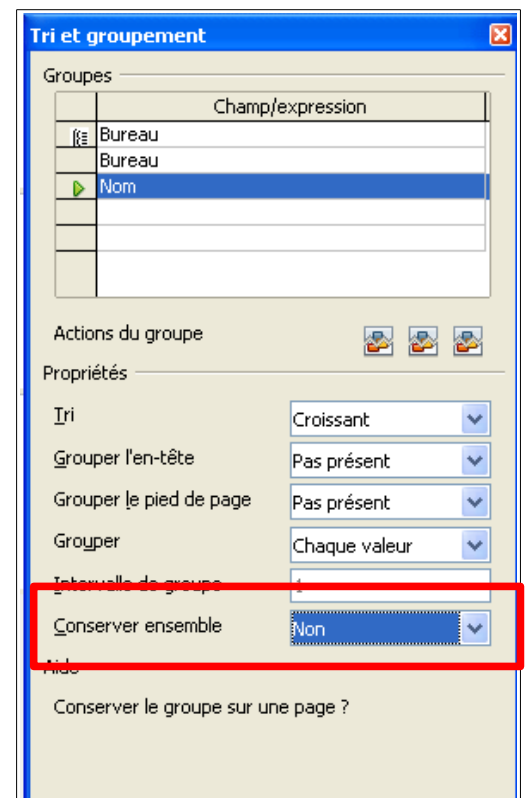 Tri et groupement
Groupes
Champ/expression
Bureau
Bureau
Nom
Actions du groupe
Propriétés
Tri
Croissant
Grouper l'en-tête
Pas présent
Grouper le pied de page
Pas présent
Grouper
Chaque valeur
Intervalle de groupe
1
Conserver ensemble
Non
Aide
Conserver le groupe sur une page ?